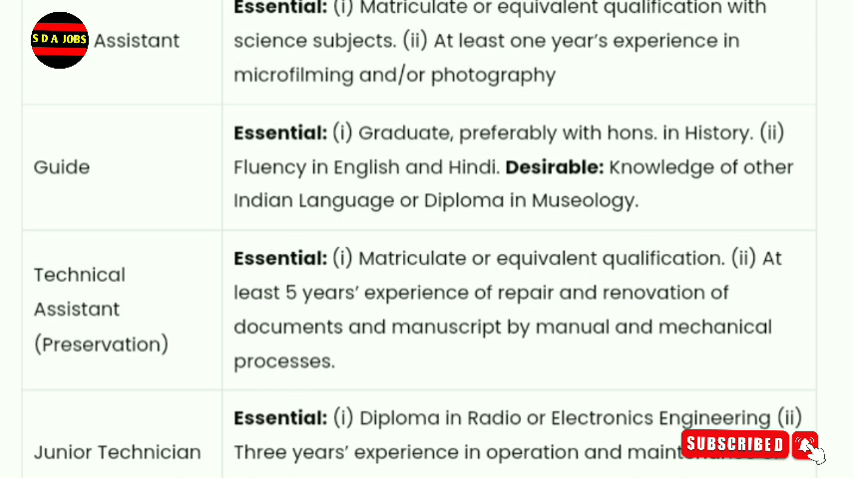 Essential: (i) Matriculate or equivalent qualification with
S D A JOBS
Assistant
science subjects. (ii) At least one year’s experience in
microfilming and/or photography
Essential: (i) Graduate, preferably with hons. in History. (ii)
Guide
Fluency in English and Hindi. Desirable: Knowledge of other
Indian Language or Diploma in Museology.
Technical
Assistant
(Preservation)
Essential: (i) Matriculate or equivalent qualification. (ii) At
least 5 years’ experience of repair and renovation of
documents and manuscript by manual and mechanical
processes.
Essential: (i) Diploma in Radio or Electronics Engineering (ii)
Junior Technician
Three years’ experience in operation and
SUBSCRIBED